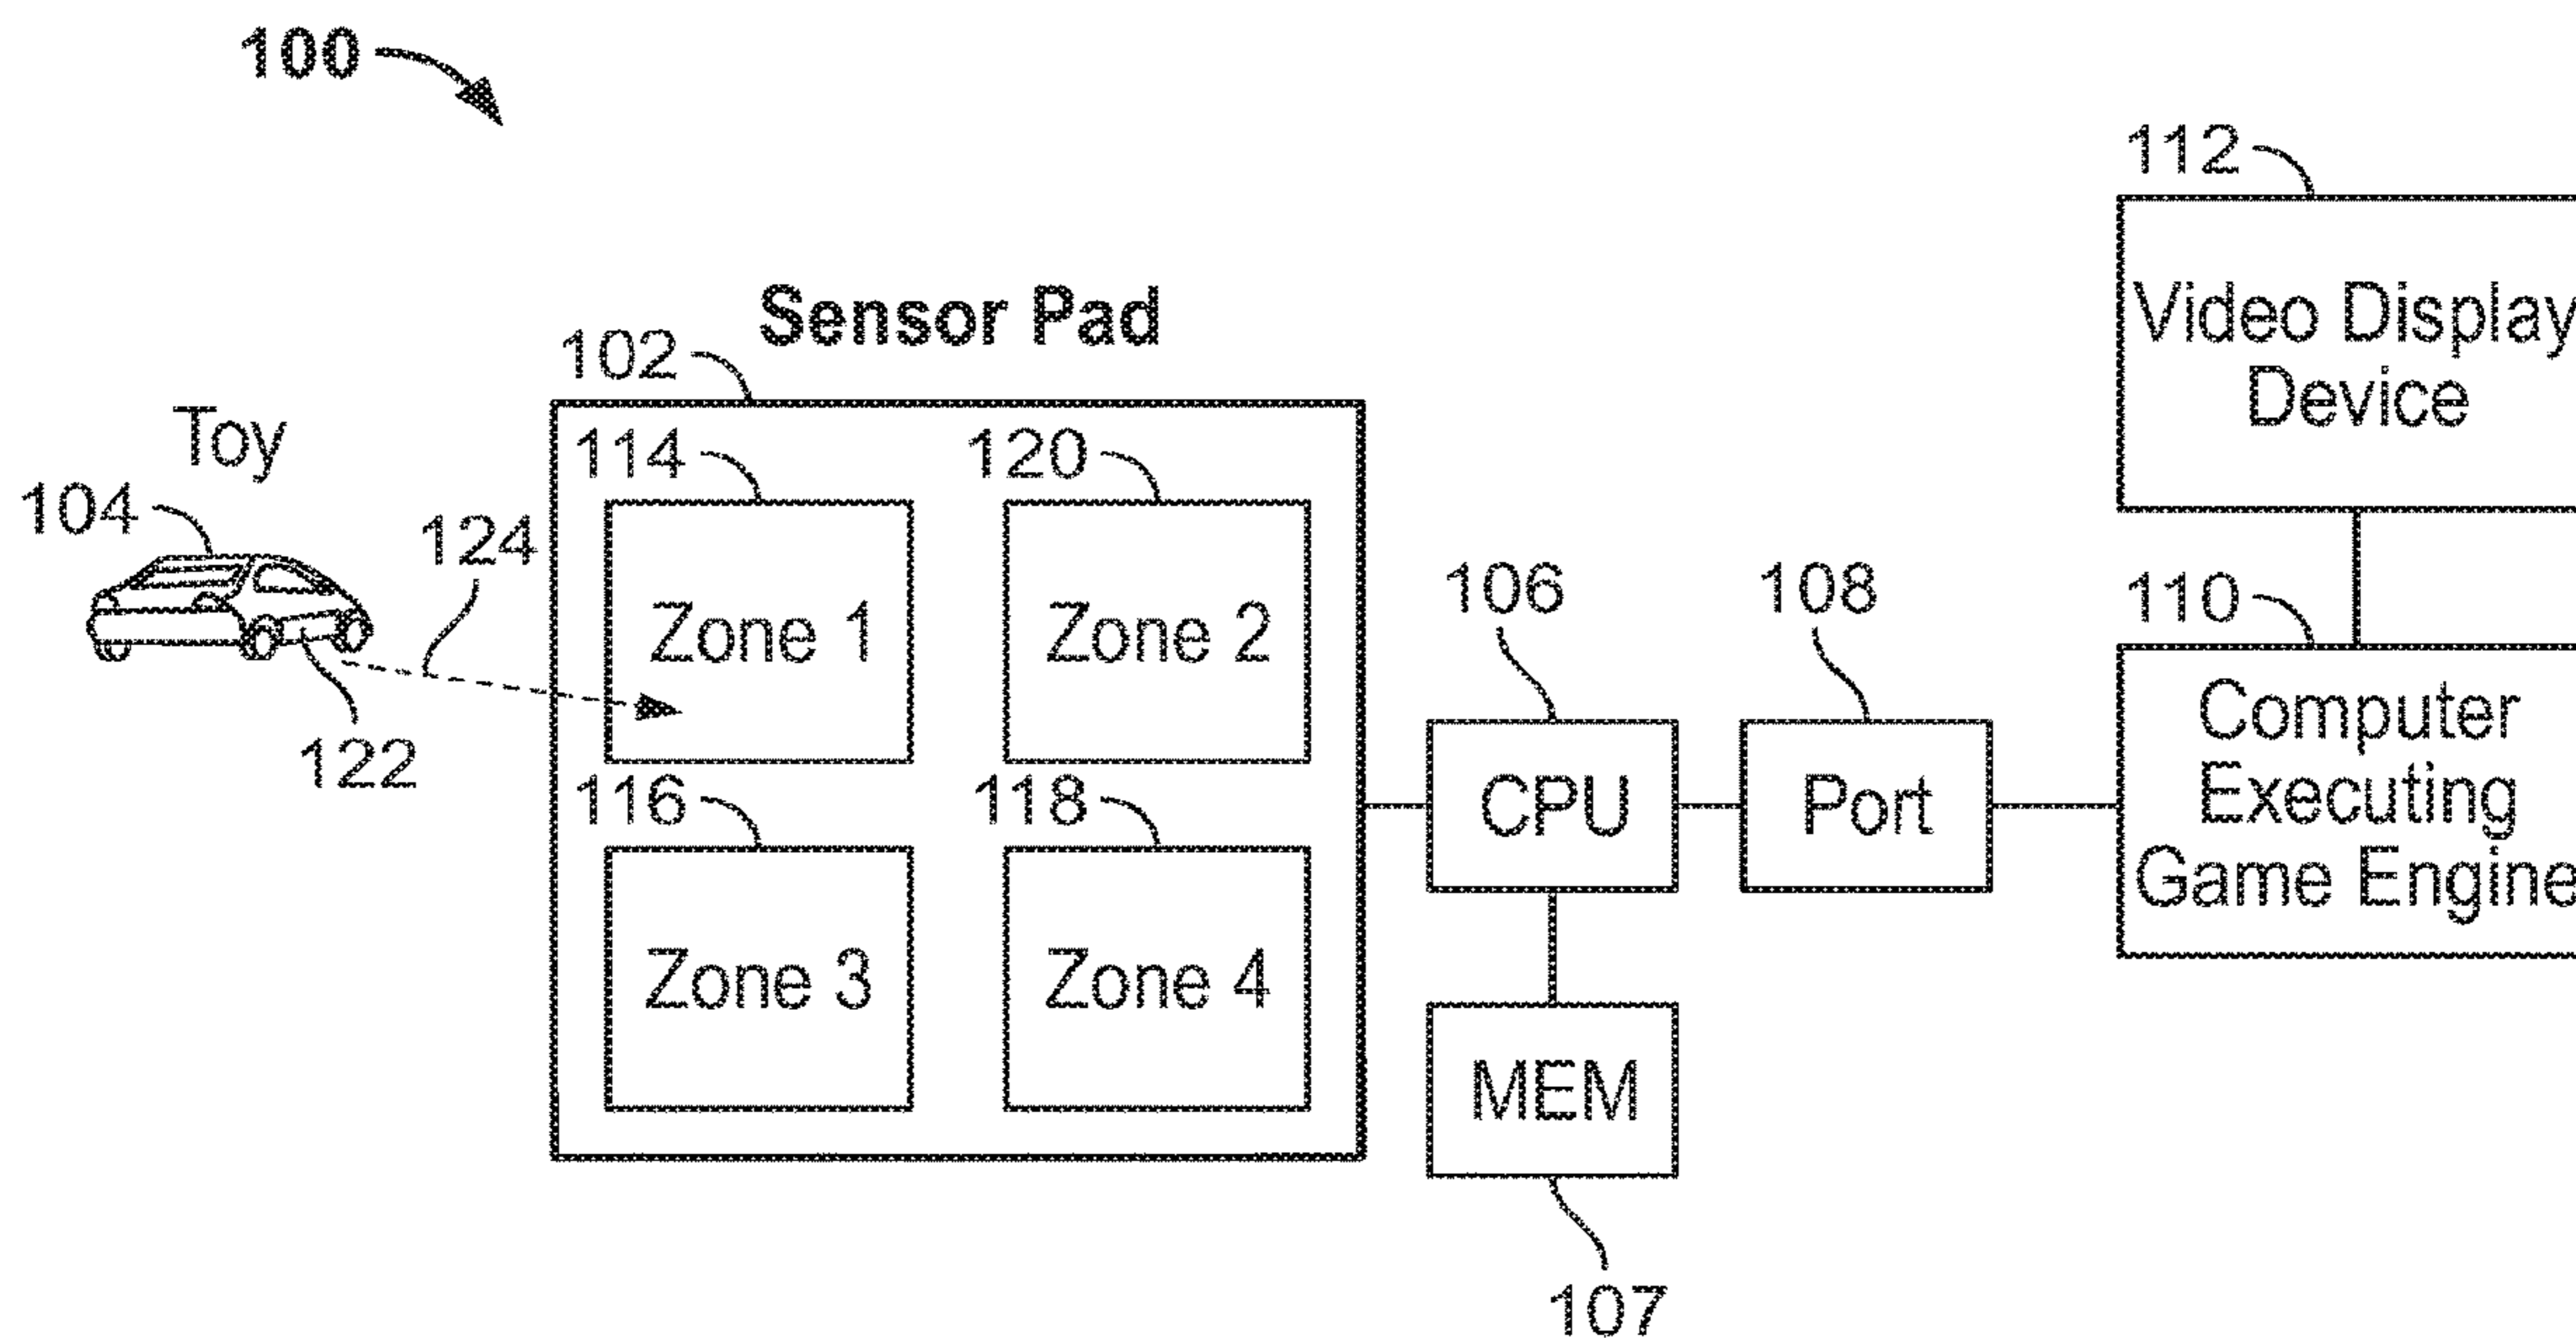 100
112
Video Display
Device
Sensor Pad
102
Toy
104
124
122
114
120
Zone 1
Zone 2
116
118
Zone 3
Zone 4
106
108
110
CPU
Port
Computer
Executing
Game Engine
MEM
107